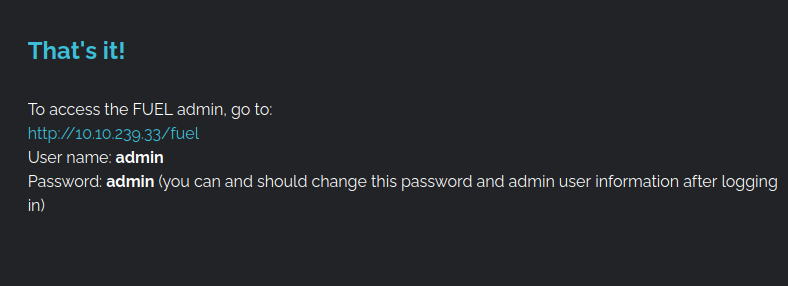 That's it!
To access the FUEL admin, go to:
http://10.10.239.33/fuel
User name: admin
Password: admin (you can and should change this password and admin user information after logging
in)